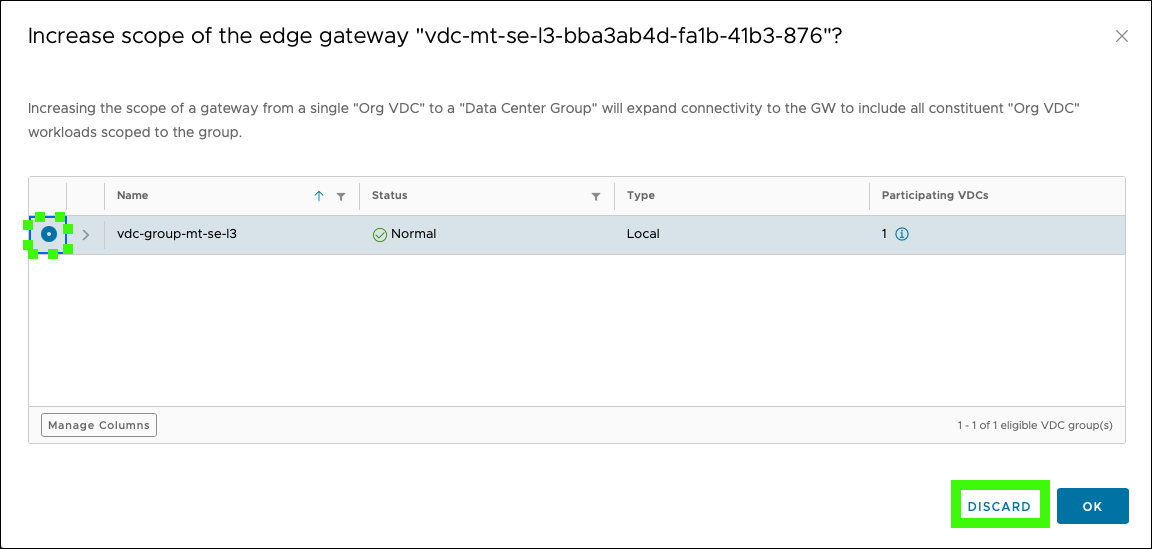 Increase scope of the edge gateway "vdc-mt-se-l3-bba3ab4d-fa1b-41b3-876"?
Increasing the scope of a gateway from a single "Org VDC" to a "Data Center Group" will expand connectivity to the GW to include all constituent "Org VDC"
workloads scoped to the group.
Name Status Type Participating VDCs
vdc-group-mt-se-l3 Normal Local 1
Manage Columns 1 - 1 of 1 eligible VDC group(s)
DISCARD OK